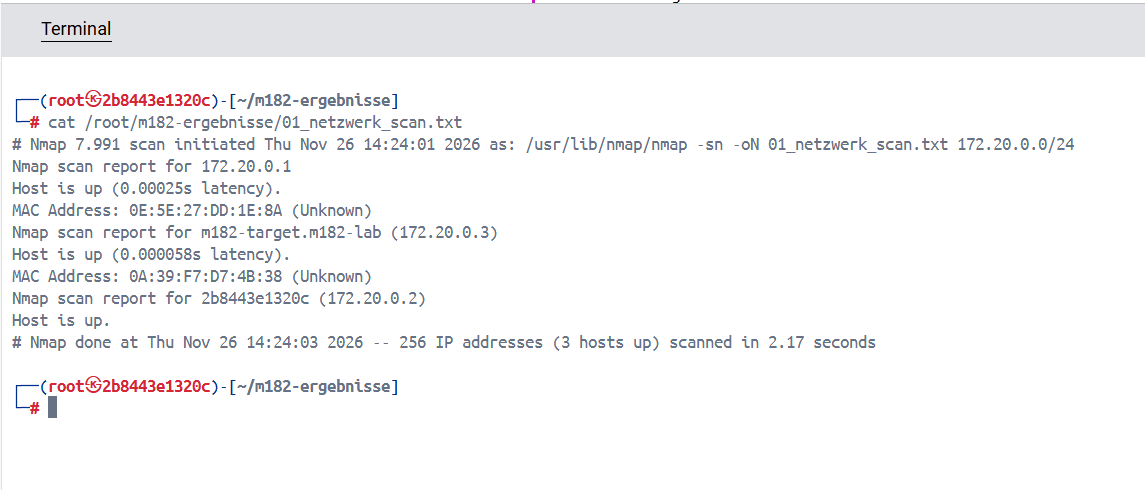 Terminal
┌──(root㉿2b8443e1320c)-[~/m182-ergebnisse]
└─# cat /root/m182-ergebnisse/01_netzwerk_scan.txt
# Nmap 7.991 scan initiated Thu Nov 26 14:24:01 2026 as: /usr/lib/nmap/nmap -sn -oN 01_netzwerk_scan.txt 172.20.0.0/24
Nmap scan report for 172.20.0.1
Host is up (0.00025s latency).
MAC Address: 0E:5E:27:DD:1E:8A (Unknown)
Nmap scan report for m182-target.m182-lab (172.20.0.3)
Host is up (0.000058s latency).
MAC Address: 0A:39:F7:D7:4B:38 (Unknown)
Nmap scan report for 2b8443e1320c (172.20.0.2)
Host is up.
# Nmap done at Thu Nov 26 14:24:03 2026 -- 256 IP addresses (3 hosts up) scanned in 2.17 seconds
┌──(root㉿2b8443e1320c)-[~/m182-ergebnisse]
└─#